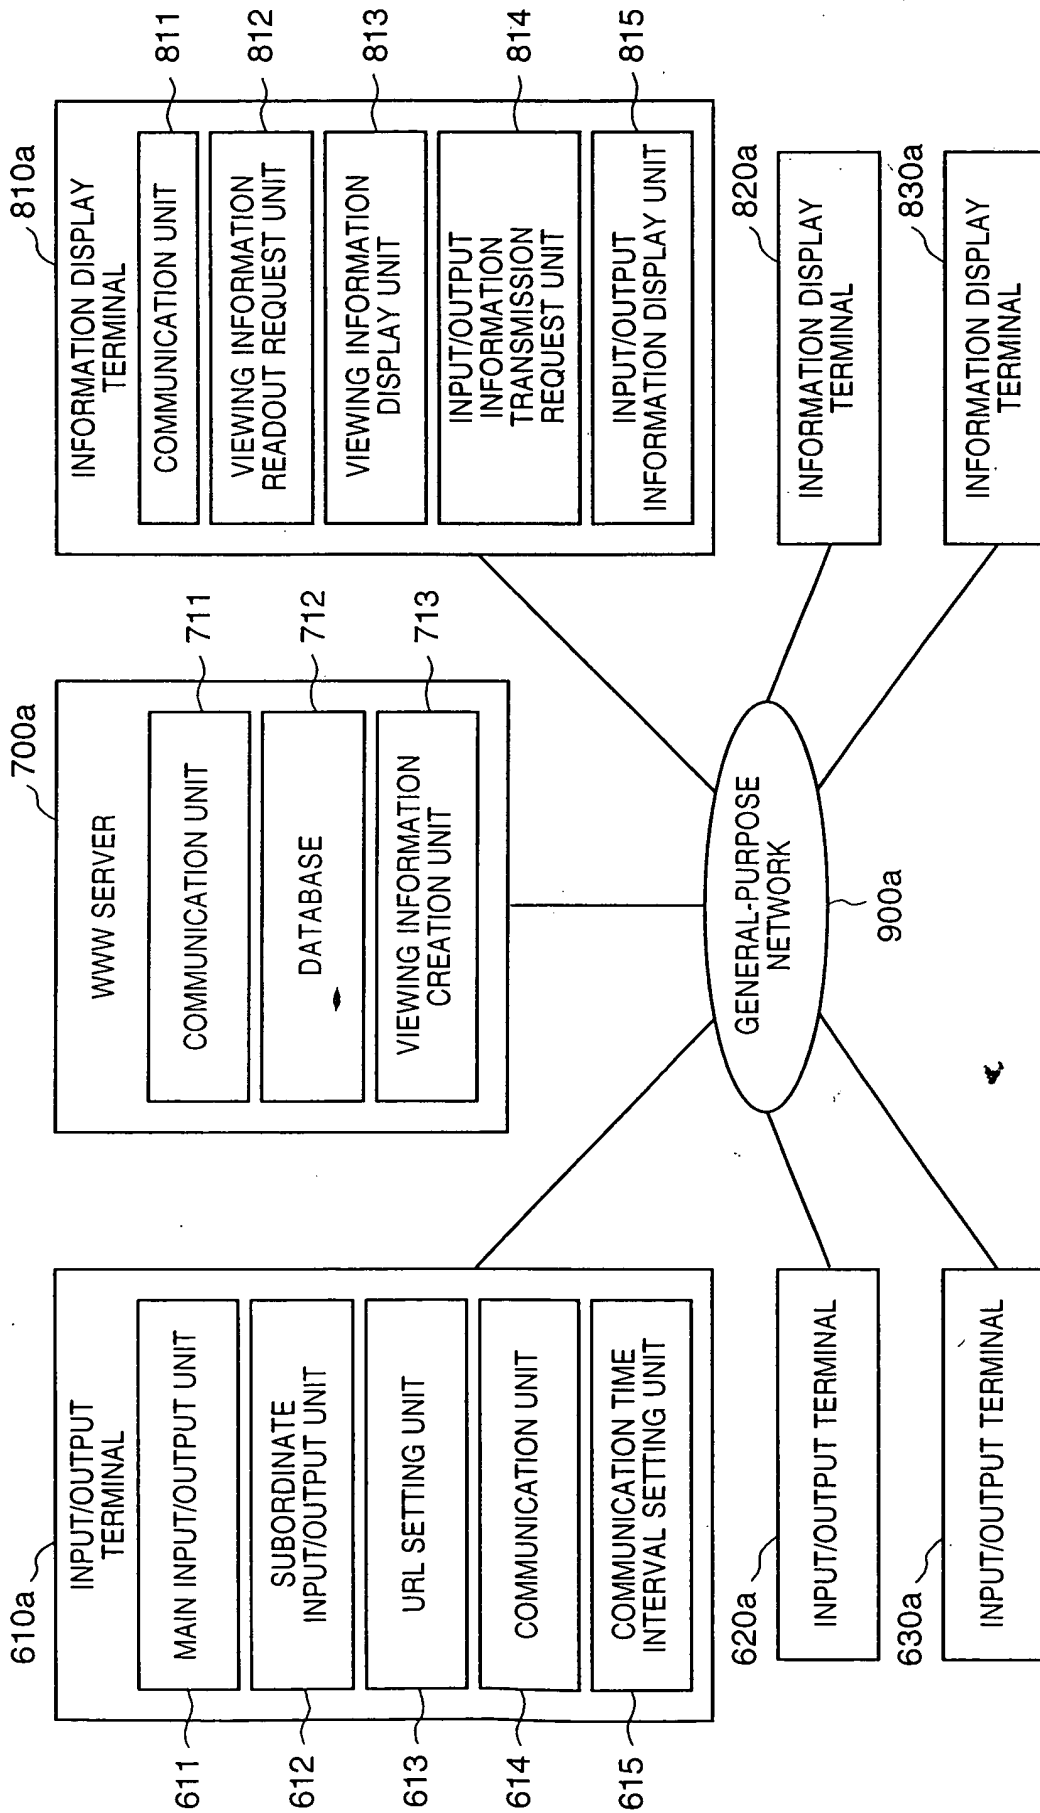 610a
INPUT/OUTPUT
TERMINAL
611
MAIN INPUT/OUTPUT UNIT
612
SUBORDINATE
INPUT/OUTPUT UNIT
613
URL SETTING UNIT
614
COMMUNICATION UNIT
615
COMMUNICATION TIME
INTERVAL SETTING UNIT
620a
INPUT/OUTPUT TERMINAL
630a
INPUT/OUTPUT TERMINAL
700a
WWW SERVER
COMMUNICATION UNIT
711
DATABASE
712
VIEWING INFORMATION
CREATION UNIT
713
GENERAL-PURPOSE
NETWORK
900a
810a
INFORMATION DISPLAY
TERMINAL
COMMUNICATION UNIT
811
VIEWING INFORMATION
READOUT REQUEST UNIT
812
VIEWING INFORMATION
DISPLAY UNIT
813
INPUT/OUTPUT
INFORMATION
TRANSMISSION
REQUEST UNIT
814
INPUT/OUTPUT
INFORMATION DISPLAY UNIT
815
820a
INFORMATION DISPLAY
TERMINAL
830a
INFORMATION DISPLAY
TERMINAL